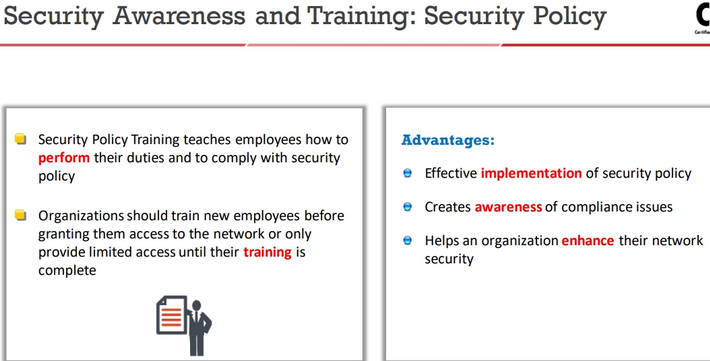 Security Awareness and Training: Security Policy
C
Security Policy Training teaches employees how to
perform their duties and to comply with security
policy
Organizations should train new employees before
granting them access to the network or only
provide limited access until their training is
complete
Advantages:
Effective implementation of security policy
Creates awareness of compliance issues
Helps an organization enhance their network
security